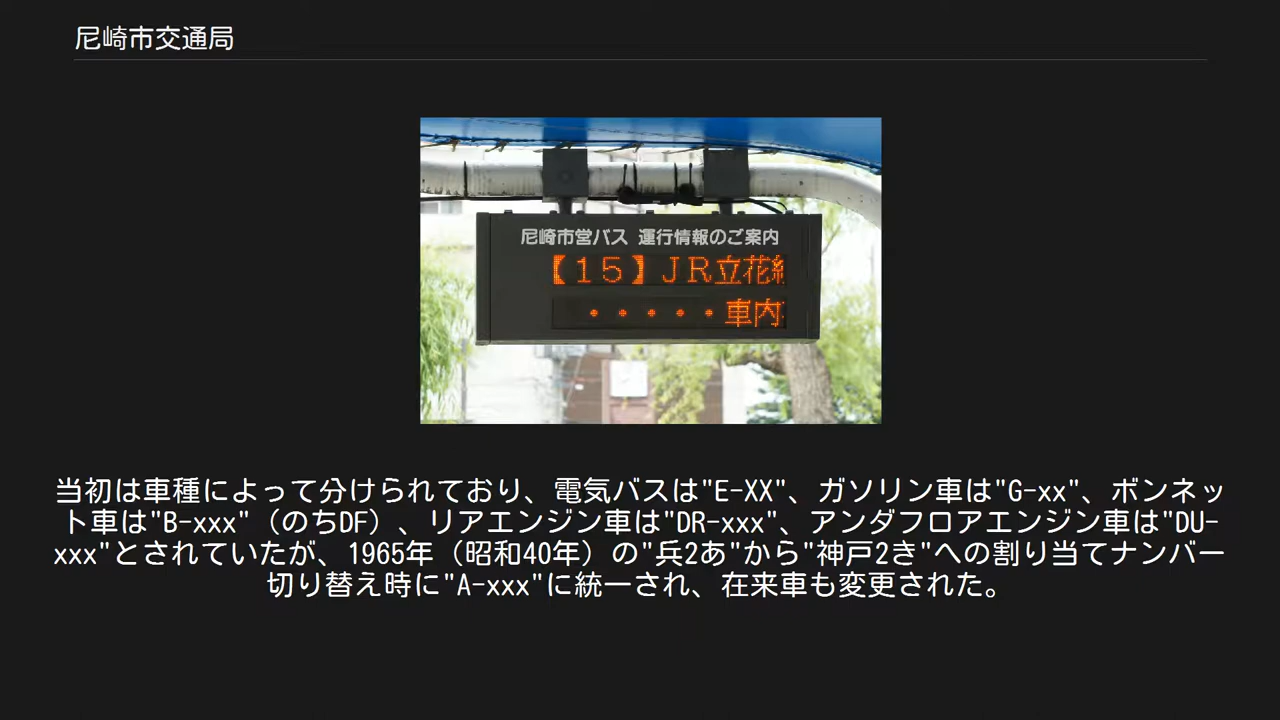 尼崎市交通局
尼崎市営バス 運行情報のご案内
【15】JR立花
・・・・・車内
当初は車種によって分けられており、電気バスは"E-XX"、ガソリン車は"G-xx"、ボンネッ
ト車は"B-xxx"（のちDF）、リアエンジン車は"DR-xxx"、アンダフロアエンジン車は"DU-
xxx"とされていたが、1965年（昭和40年）の"兵2あ"から"神戸2き"への割り当てナンバー
切り替え時に"A-xxx"に統一され、在来車も変更された。